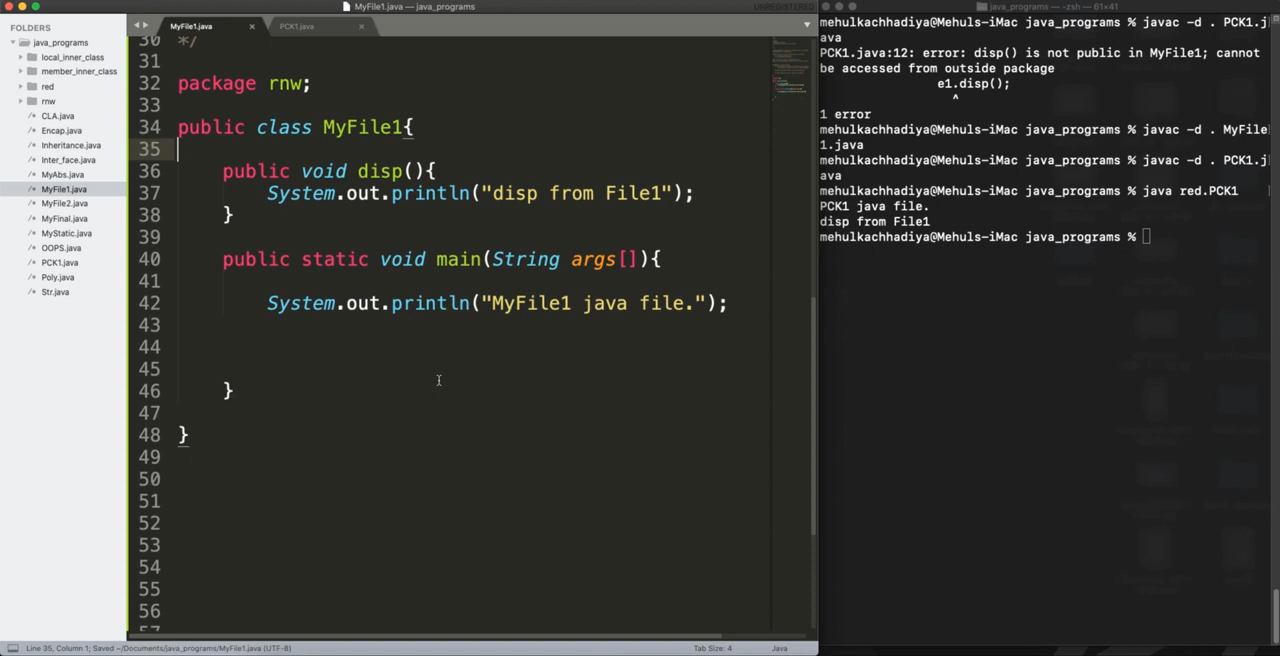 MyFile1.java — java_programs
UNREGISTERED
FOLDERS
java_programs
local_inner_class
member_inner_class
red
rnw
CLA.java
Encap.java
Inheritance.java
Inter_face.java
MyAbs.java
MyFile1.java
MyFile2.java
MyFinal.java
MyStatic.java
OOPS.java
PCK1.java
Poly.java
Str.java
MyFile1.java
PCK1.java
30 */
31
32 package rnw;
33
34 public class MyFile1{
35
36 public void disp(){
37 System.out.println("disp from File1");
38 }
39
40 public static void main(String args[]){
41
42 System.out.println("MyFile1 java file.");
43
44
45
46 }
47
48 }
49
50
51
52
53
54
55
56
57
Line 35, Column 1; Saved ~/Documents/java_programs/MyFile1.java (UTF-8)
Tab Size: 4
Java
java_programs — -zsh — 61×41
mehulkachhadiya@Mehuls-iMac java_programs % javac -d . PCK1.j
ava
PCK1.java:12: error: disp() is not public in MyFile1; cannot
be accessed from outside package
e1.disp();
^
1 error
mehulkachhadiya@Mehuls-iMac java_programs % javac -d . MyFile
1.java
mehulkachhadiya@Mehuls-iMac java_programs % javac -d . PCK1.j
ava
mehulkachhadiya@Mehuls-iMac java_programs % java red.PCK1
PCK1 java file.
disp from File1
mehulkachhadiya@Mehuls-iMac java_programs %